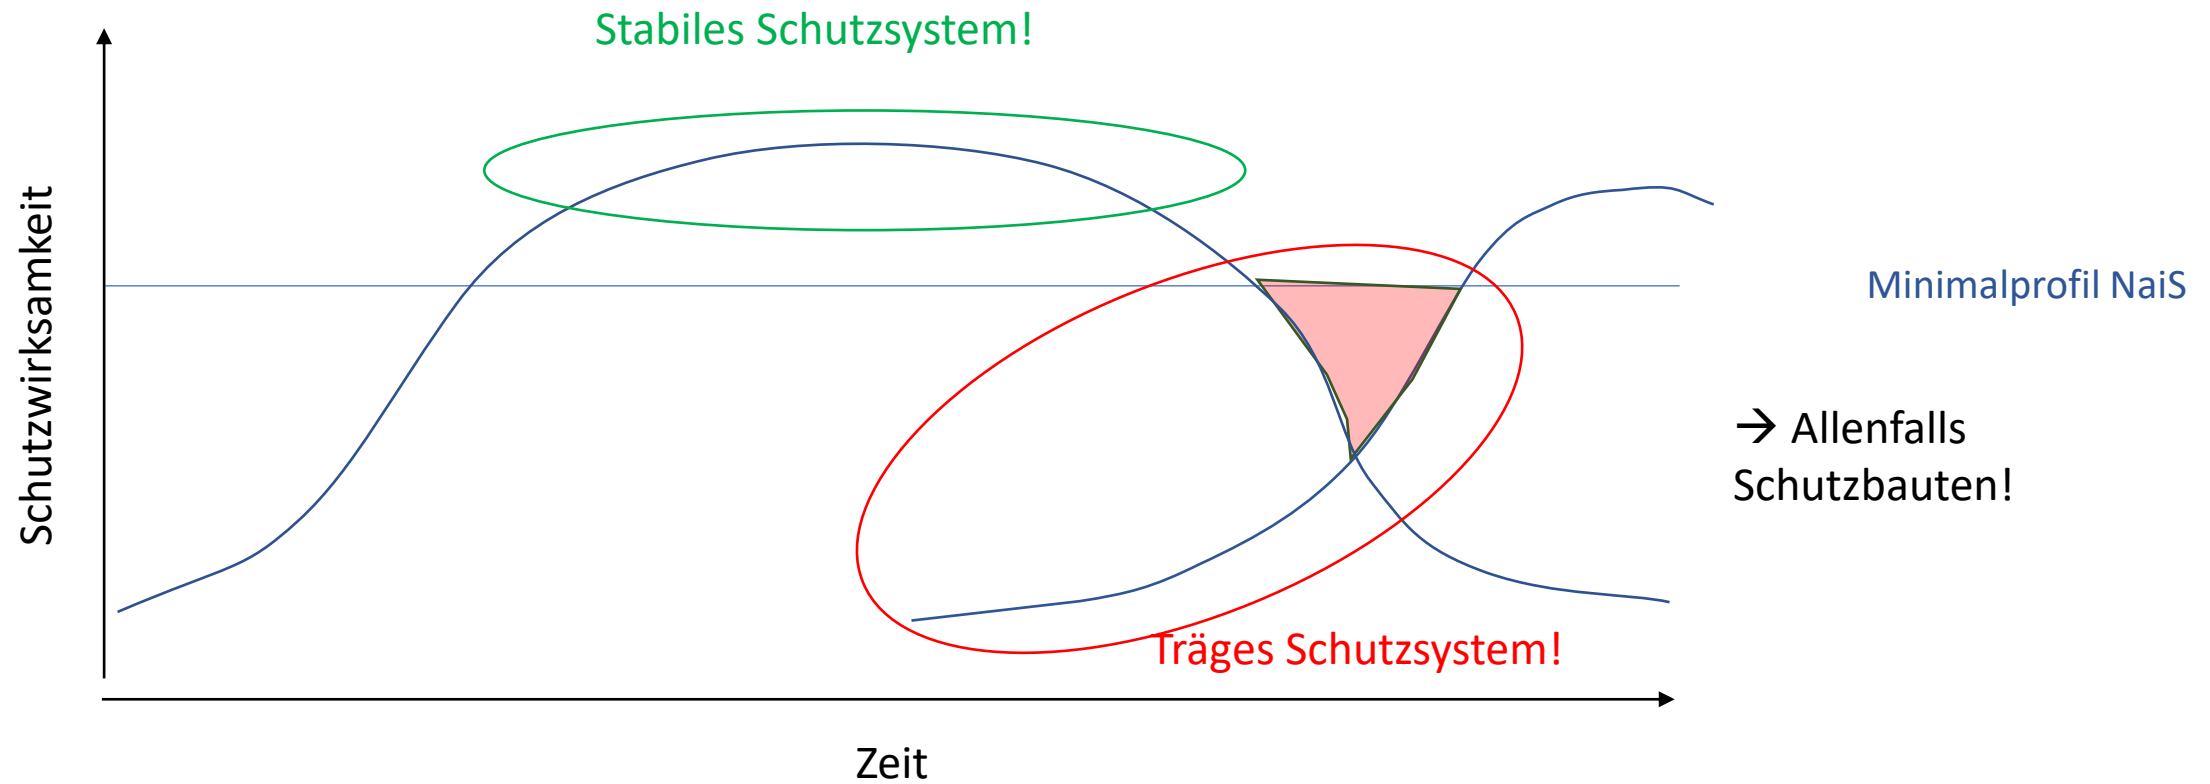 Stabiles Schutzsystem!
Schutzwirksamkeit
Minimalprofil NaiS
→ Allenfalls
Schutzbauten!
Träges Schutzsystem!
Zeit